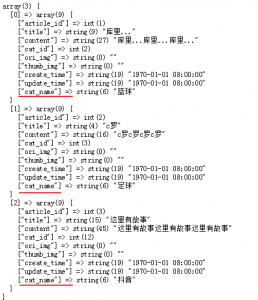 array(3) {
[0] => array(9) {
["article_id"] => int(1)
["title"] => string(9) "库里..."
["content"] => string(27) "库里...库里...库里..."
["cat_id"] => int(2)
["ori_img"] => string(0) ""
["thumb_img"] => string(0) ""
["create_time"] => string(19) "1970-01-01 08:00:00"
["update_time"] => string(19) "1970-01-01 08:00:00"
["cat_name"] => string(6) "篮球"
}
[1] => array(9) {
["article_id"] => int(2)
["title"] => string(4) "c罗"
["content"] => string(16) "c罗c罗c罗c罗"
["cat_id"] => int(3)
["ori_img"] => string(0) ""
["thumb_img"] => string(0) ""
["create_time"] => string(19) "1970-01-01 08:00:00"
["update_time"] => string(19) "1970-01-01 08:00:00"
["cat_name"] => string(6) "足球"
}
[2] => array(9) {
["article_id"] => int(3)
["title"] => string(15) "这里有故事"
["content"] => string(45) "这里有故事这里有故事这里有故事"
["cat_id"] => int(12)
["ori_img"] => string(0) ""
["thumb_img"] => string(0) ""
["create_time"] => string(19) "1970-01-01 08:00:00"
["update_time"] => string(19) "1970-01-01 08:00:00"
["cat_name"] => string(6) "抖音"
}
}